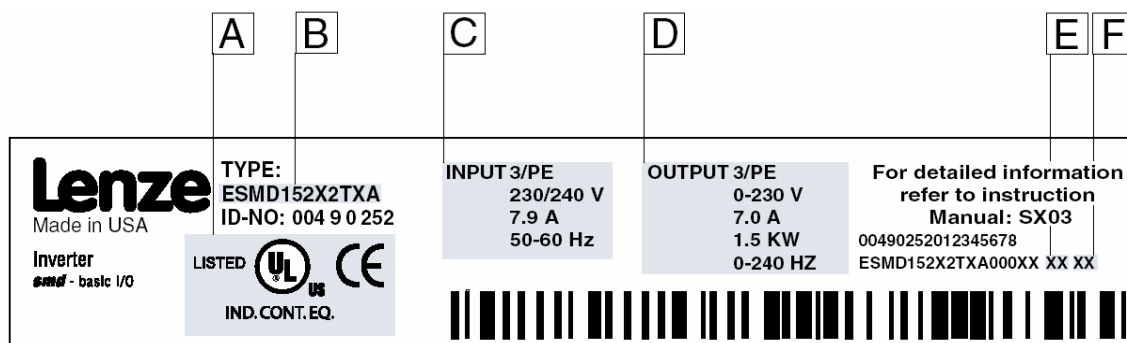 A B C D E F
Lenze
Made in USA
Inverter
smd - basic I/O
TYPE:
ESMD152X2TXA
ID-NO: 004 9 0 252
LISTED UL ® US CE
IND. CONT. EQ.
INPUT 3/PE
230/240 V
7.9 A
50-60 Hz
OUTPUT 3/PE
0-230 V
7.0 A
1.5 KW
0-240 HZ
For detailed information
refer to instruction
Manual: SX03
00490252012345678
ESMD152X2TXA000XX XX XX